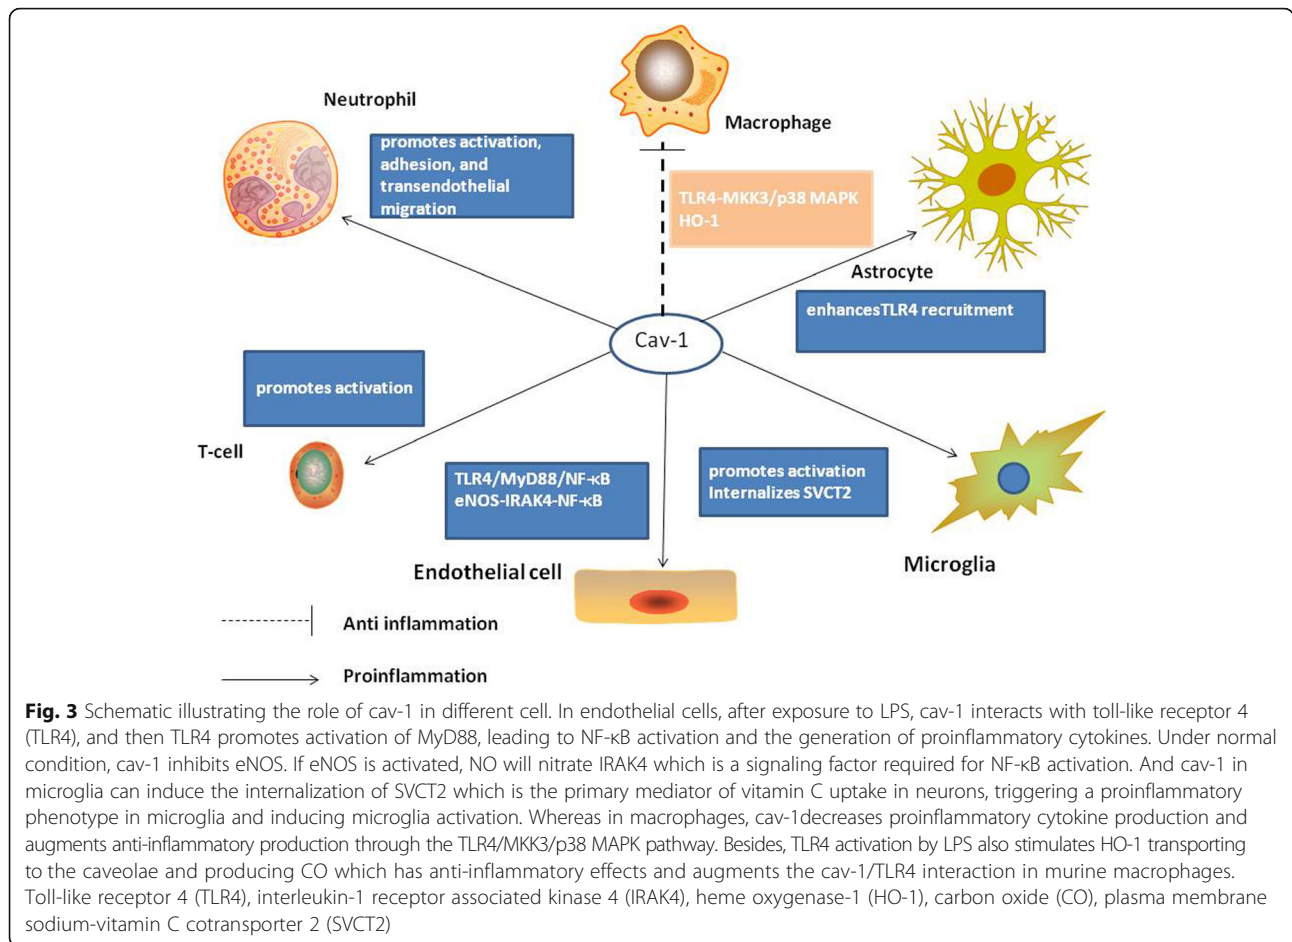 Neutrophil
promotes activation,
adhesion, and
transendothelial
migration
Macrophage
TLR4-MKK3/p38 MAPK
HO-1
Astrocyte
enhancesTLR4 recruitment
Cav-1
promotes activation
T-cell
TLR4/MyD88/NF-κB
eNOS-IRAK4-NF-κB
promotes activation
Internalizes SVCT2
Microglia
Endothelial cell
Anti inflammation
Proinflammation
Fig. 3 Schematic illustrating the role of cav-1 in different cell. In endothelial cells, after exposure to LPS, cav-1 interacts with toll-like receptor 4
(TLR4), and then TLR4 promotes activation of MyD88, leading to NF-κB activation and the generation of proinflammatory cytokines. Under normal
condition, cav-1 inhibits eNOS. If eNOS is activated, NO will nitrate IRAK4 which is a signaling factor required for NF-κB activation. And cav-1 in
microglia can induce the internalization of SVCT2 which is the primary mediator of vitamin C uptake in neurons, triggering a proinflammatory
phenotype in microglia and inducing microglia activation. Whereas in macrophages, cav-1decreases proinflammatory cytokine production and
augments anti-inflammatory production through the TLR4/MKK3/p38 MAPK pathway. Besides, TLR4 activation by LPS also stimulates HO-1 transporting
to the caveolae and producing CO which has anti-inflammatory effects and augments the cav-1/TLR4 interaction in murine macrophages.
Toll-like receptor 4 (TLR4), interleukin-1 receptor associated kinase 4 (IRAK4), heme oxygenase-1 (HO-1), carbon oxide (CO), plasma membrane
sodium-vitamin C cotransporter 2 (SVCT2)